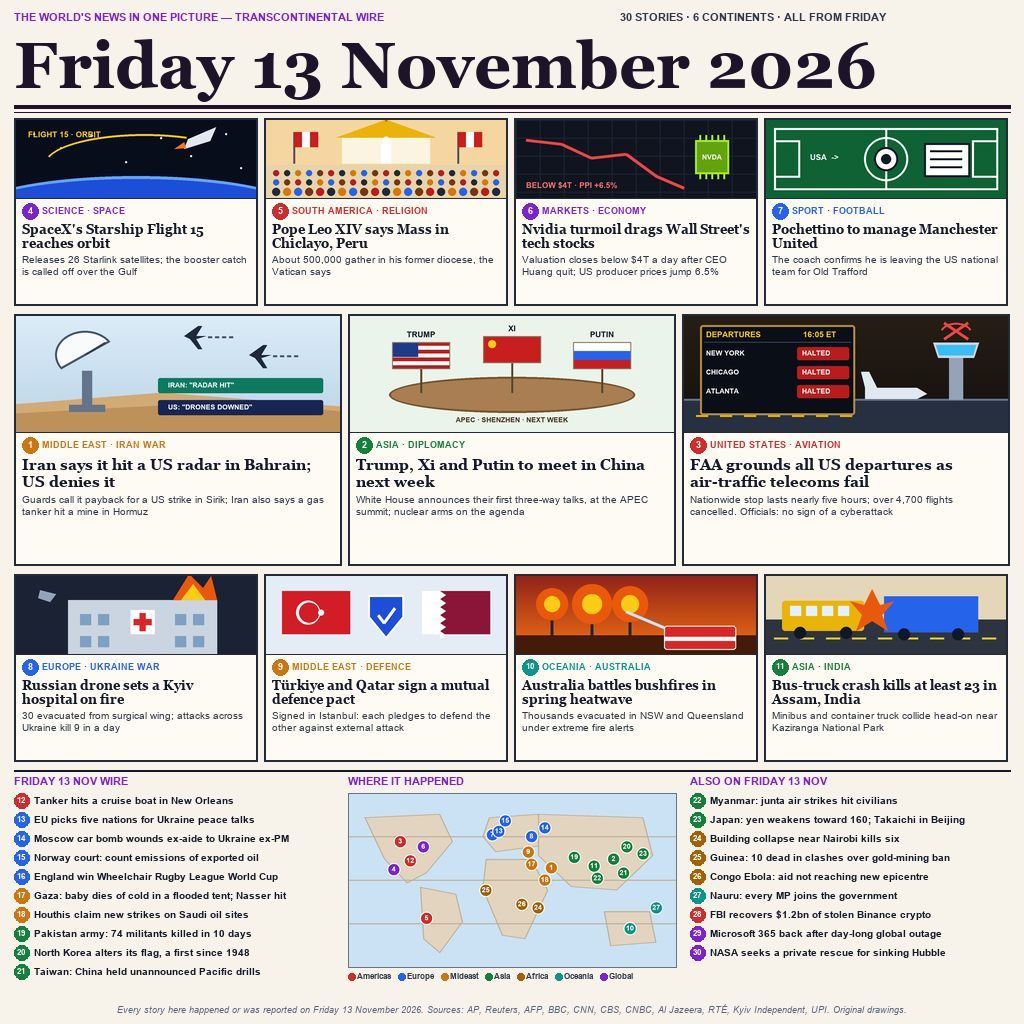 THE WORLD'S NEWS IN ONE PICTURE — TRANSCONTINENTAL WIRE
30 STORIES · 6 CONTINENTS · ALL FROM FRIDAY
Friday 13 November 2026
FLIGHT 15 · ORBIT
4 SCIENCE · SPACE
SpaceX's Starship Flight 15
reaches orbit
Releases 26 Starlink satellites; the booster catch
is called off over the Gulf
5 SOUTH AMERICA · RELIGION
Pope Leo XIV says Mass in
Chiclayo, Peru
About 500,000 gather in his former diocese, the
Vatican says
NVDA
BELOW $4T · PPI +6.5%
6 MARKETS · ECONOMY
Nvidia turmoil drags Wall Street's
tech stocks
Valuation closes below $4T a day after CEO
Huang quit; US producer prices jump 6.5%
USA ->
7 SPORT · FOOTBALL
Pochettino to manage Manchester
United
The coach confirms he is leaving the US national
team for Old Trafford
IRAN: "RADAR HIT"
US: "DRONES DOWNED"
1 MIDDLE EAST · IRAN WAR
Iran says it hit a US radar in Bahrain;
US denies it
Guards call it payback for a US strike in Sirik; Iran also says a gas
tanker hit a mine in Hormuz
TRUMP
XI
PUTIN
APEC · SHENZHEN · NEXT WEEK
2 ASIA · DIPLOMACY
Trump, Xi and Putin to meet in China
next week
White House announces their first three-way talks, at the APEC
summit; nuclear arms on the agenda
DEPARTURES 16:05 ET
NEW YORK HALTED
CHICAGO HALTED
ATLANTA HALTED
3 UNITED STATES · AVIATION
FAA grounds all US departures as
air-traffic telecoms fail
Nationwide stop lasts nearly five hours; over 4,700 flights
cancelled. Officials: no sign of a cyberattack
8 EUROPE · UKRAINE WAR
Russian drone sets a Kyiv
hospital on fire
30 evacuated from surgical wing; attacks across
Ukraine kill 9 in a day
9 MIDDLE EAST · DEFENCE
Türkiye and Qatar sign a mutual
defence pact
Signed in Istanbul: each pledges to defend the
other against external attack
10 OCEANIA · AUSTRALIA
Australia battles bushfires in
spring heatwave
Thousands evacuated in NSW and Queensland
under extreme fire alerts
11 ASIA · INDIA
Bus-truck crash kills at least 23 in
Assam, India
Minibus and container truck collide head-on near
Kaziranga National Park
FRIDAY 13 NOV WIRE
12 Tanker hits a cruise boat in New Orleans
13 EU picks five nations for Ukraine peace talks
14 Moscow car bomb wounds ex-aide to Ukraine ex-PM
15 Norway court: count emissions of exported oil
16 England win Wheelchair Rugby League World Cup
17 Gaza: baby dies of cold in a flooded tent; Nasser hit
18 Houthis claim new strikes on Saudi oil sites
19 Pakistan army: 74 militants killed in 10 days
20 North Korea alters its flag, a first since 1948
21 Taiwan: China held unannounced Pacific drills
WHERE IT HAPPENED
15
13
14
8
3
6
12
4
9
17
1
18
19
20
23
2
11
21
22
25
26
24
5
27
10
Americas Europe Mideast Asia Africa Oceania Global
ALSO ON FRIDAY 13 NOV
22 Myanmar: junta air strikes hit civilians
23 Japan: yen weakens toward 160; Takaichi in Beijing
24 Building collapse near Nairobi kills six
25 Guinea: 10 dead in clashes over gold-mining ban
26 Congo Ebola: aid not reaching new epicentre
27 Nauru: every MP joins the government
28 FBI recovers $1.2bn of stolen Binance crypto
29 Microsoft 365 back after day-long global outage
30 NASA seeks a private rescue for sinking Hubble
Every story here happened or was reported on Friday 13 November 2026. Sources: AP, Reuters, AFP, BBC, CNN, CBS, CNBC, Al Jazeera, RTÉ, Kyiv Independent, UPI. Original drawings.